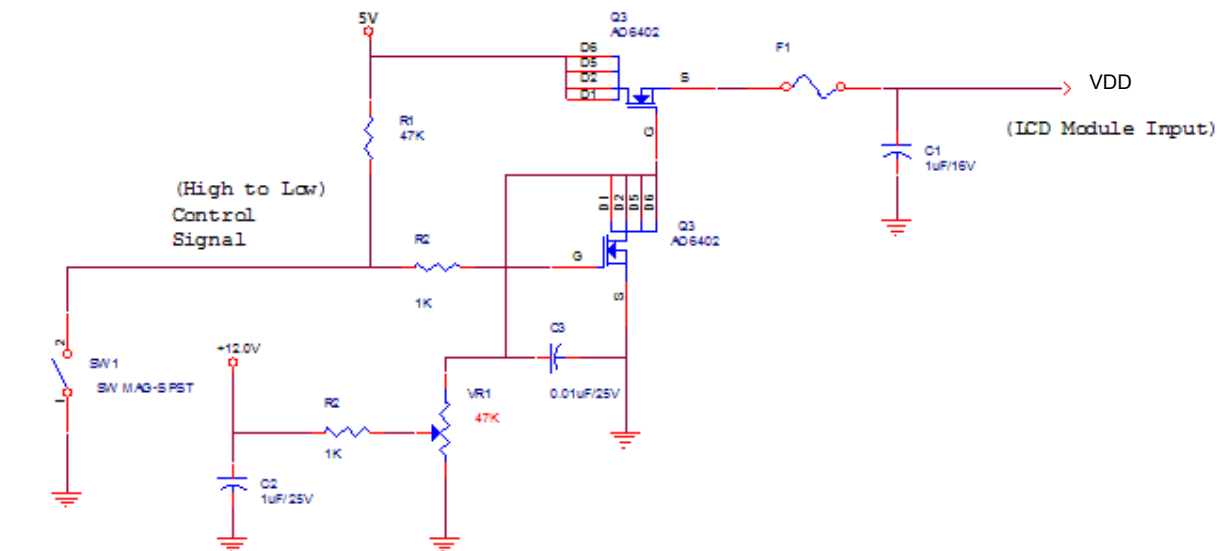 5V
Q3
AO6402
D6
D5
D2
D1
S
G
F1
VDD
(LCD Module Input)
C1
1uF/16V
R1
47K
(High to Low)
Control
Signal
D1
D2
D5
D6
Q3
AO6402
G
S
R2
1K
2
1
SW1
SW MAG-SPST
+12.0V
C3
0.01uF/25V
VR1
47K
R2
1K
C2
1uF/25V